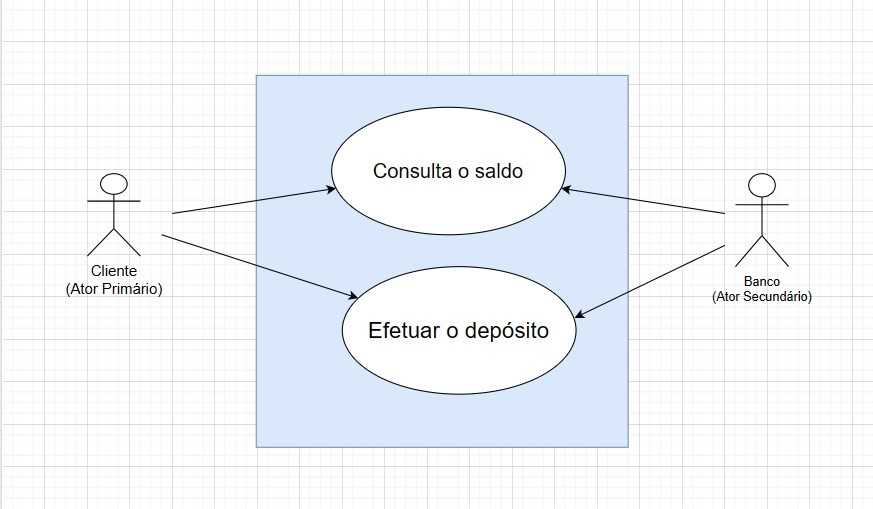 Consulta o saldo
Cliente
(Ator Primário)
Banco
(Ator Secundário)
Efetuar o depósito